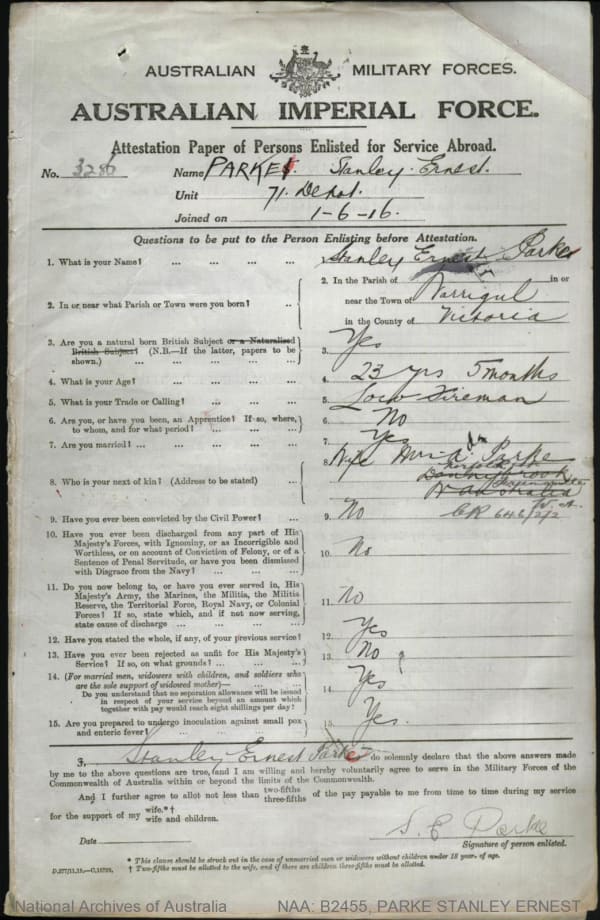 AUSTRALIAN MILITARY FORCES.
AUSTRALIAN IMPERIAL FORCE.
Attestation Paper of Persons Enlisted for Service Abroad.
No. 3286 Name PARKE. Stanley Ernest.
Unit 71. Depot.
Joined on 1-6-16.
Questions to be put to the Person Enlisting before Attestation.
1. What is your Name? ... ... ... ... Stanley Ernest Parke
2. In or near what Parish or Town were you born? .. 2. In the Parish of in or
near the Town of Warrigul
in the County of Victoria
3. Are you a natural born British Subject or a Naturalised
British Subject? (N.B.—If the latter, papers to be
shown.) ... ... ... ... ... 3. Yes
4. What is your Age? ... ... ... ... 4. 23 yrs 5 months
5. What is your Trade or Calling? ... ... ... 5. Loco Fireman
6. Are you, or have you been, an Apprentice? If so, where,
to whom, and for what period? ... ... ... 6. No
7. Are you married? ... ... ... ... ... 7. Yes
8. Who is your next of kin? (Address to be stated) ... 8. Wife Mrs A. Parke
Donnybrook
W Australia
W.A.
CR 646/2/2
9. Have you ever been convicted by the Civil Power? ... 9. No
10. Have you ever been discharged from any part of His
Majesty's Forces, with Ignominy, or as Incorrigible and
Worthless, or on account of Conviction of Felony, or of a
Sentence of Penal Servitude, or have you been dismissed
with Disgrace from the Navy? ... ... ... 10. No
11. Do you now belong to, or have you ever served in, His
Majesty's Army, the Marines, the Militia, the Militia
Reserve, the Territorial Force, Royal Navy, or Colonial
Forces? If so, state which, and if not now serving,
state cause of discharge ... ... ... ... 11. No
12. Have you stated the whole, if any, of your previous service? 12. Yes
13. Have you ever been rejected as unfit for His Majesty's
Service? If so, on what grounds? ... ... ... 13. No
14. (For married men, widowers with children, and soldiers who
are the sole support of widowed mother)— ... ...
Do you understand that no separation allowance will be issued
in respect of your service beyond an amount which
together with pay would reach eight shillings per day? 14. Yes
15. Are you prepared to undergo inoculation against small pox
and enteric fever? ... ... ... ... 15. Yes.
I, Stanley Ernest Parke do solemnly declare that the above answers made
by me to the above questions are true, and I am willing and hereby voluntarily agree to serve in the Military Forces of the
Commonwealth of Australia within or beyond the limits of the Commonwealth.
And I further agree to allot not less than two-fifths three-fifths of the pay payable to me from time to time during my service
for the support of my wife.*† wife and children.
S. E Parke
Date Signature of person enlisted.
* This clause should be struck out in the case of unmarried men or widowers without children under 18 years of age.
† Two-fifths must be allotted to the wife, and if there are children three-fifths must be allotted.
D.277/11.15.—C.15729.
National Archives of Australia NAA: B2455, PARKE STANLEY ERNEST